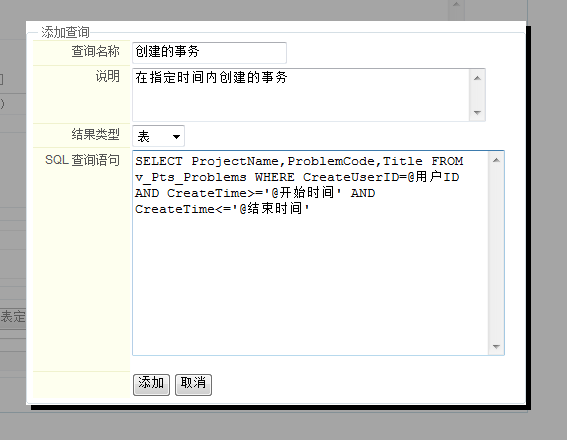 添加查询
查询名称 创建的事务
说明 在指定时间内创建的事务
结果类型 表
SQL 查询语句 SELECT ProjectName,ProblemCode,Title FROM
v_Pts_Problems WHERE CreateUserID=@用户ID
AND CreateTime>='@开始时间' AND
CreateTime<='@结束时间'
表定
添加 取消